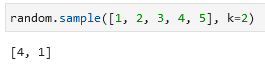 random.sample([1, 2, 3, 4, 5], k=2)
[4, 1]